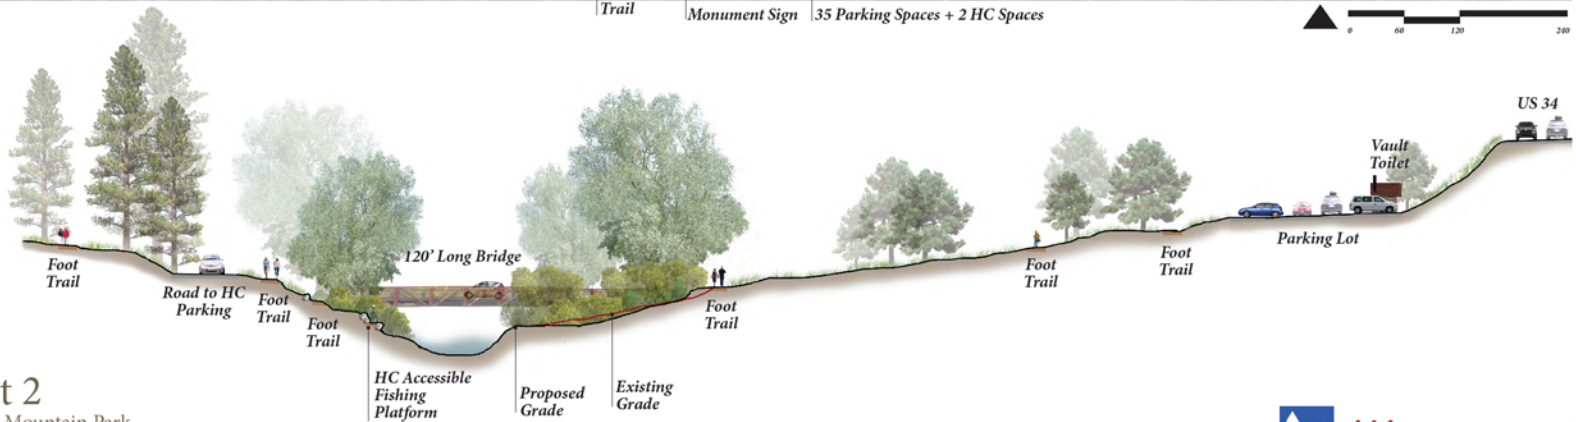 Trail
Monument Sign
35 Parking Spaces + 2 HC Spaces
0
60
120
240
US 34
Vault
Toilet
120' Long Bridge
Parking Lot
Foot
Trail
Road to HC
Parking
Foot
Trail
Foot
Trail
Foot
Trail
Foot
Trail
Foot
Trail
HC Accessible
Fishing
Platform
Proposed
Grade
Existing
Grade
t 2
Mountain Park